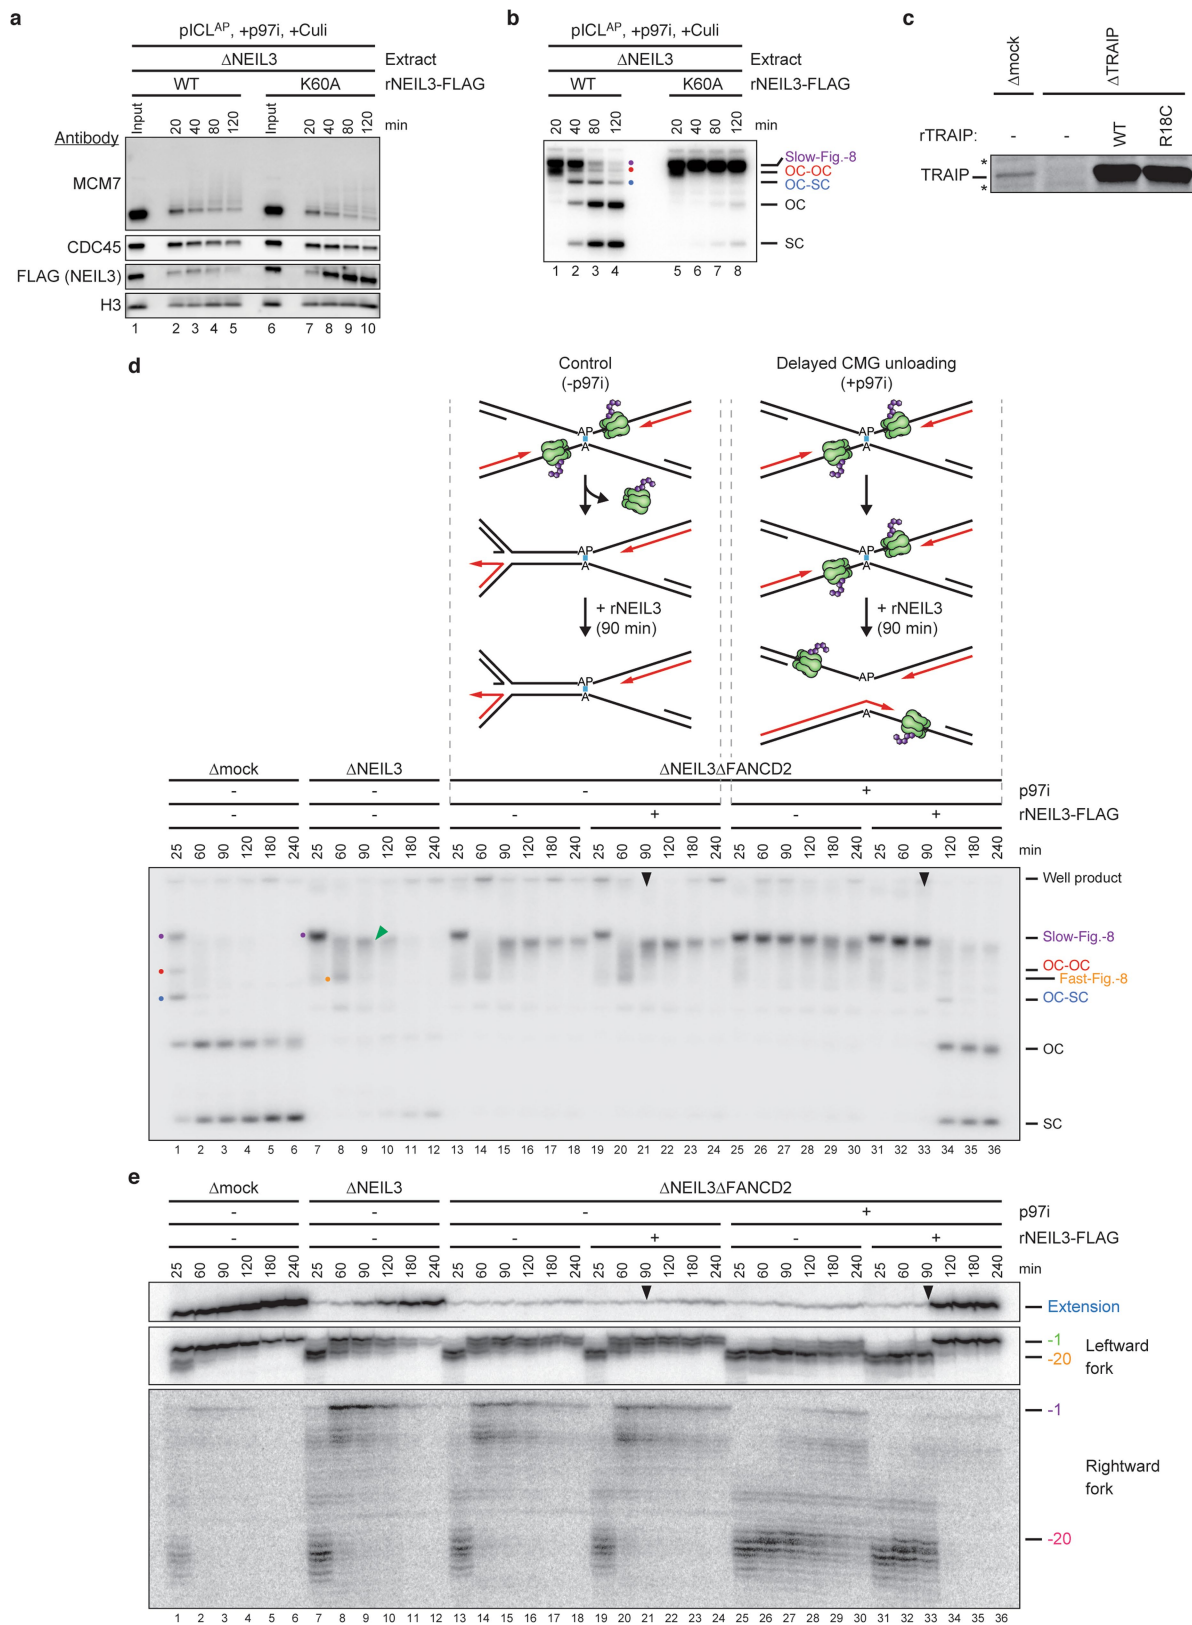 a
pICL^AP, +p97i, +Culi
ΔNEIL3 Extract
WT K60A rNEIL3-FLAG
Input 20 40 80 120 Input 20 40 80 120 min
Antibody
MCM7
CDC45
FLAG (NEIL3)
H3
1 2 3 4 5 6 7 8 9 10
b
pICL^AP, +p97i, +Culi
ΔNEIL3 Extract
WT K60A rNEIL3-FLAG
20 40 80 120 20 40 80 120 min
Slow-Fig.-8
OC-OC
OC-SC
OC
SC
1 2 3 4 5 6 7 8
c
Δmock ΔTRAIP
rTRAIP: - - WT R18C
*
TRAIP
*
d
Control
(-p97i)
Delayed CMG unloading
(+p97i)
AP
A
AP
A
AP
A
AP
A
+ rNEIL3
(90 min)
+ rNEIL3
(90 min)
AP
A
AP
A
Δmock ΔNEIL3 ΔNEIL3ΔFANCD2
- - - + p97i
- - - + - + rNEIL3-FLAG
25 60 90 120 180 240 25 60 90 120 180 240 25 60 90 120 180 240 25 60 90 120 180 240 25 60 90 120 180 240 25 60 90 120 180 240 min
Well product
Slow-Fig.-8
OC-OC
Fast-Fig.-8
OC-SC
OC
SC
1 2 3 4 5 6 7 8 9 10 11 12 13 14 15 16 17 18 19 20 21 22 23 24 25 26 27 28 29 30 31 32 33 34 35 36
e
Δmock ΔNEIL3 ΔNEIL3ΔFANCD2
- - - + p97i
- - - + - + rNEIL3-FLAG
25 60 90 120 180 240 25 60 90 120 180 240 25 60 90 120 180 240 25 60 90 120 180 240 25 60 90 120 180 240 25 60 90 120 180 240 min
Extension
-1
-20
Leftward
fork
-1
Rightward
fork
-20
1 2 3 4 5 6 7 8 9 10 11 12 13 14 15 16 17 18 19 20 21 22 23 24 25 26 27 28 29 30 31 32 33 34 35 36